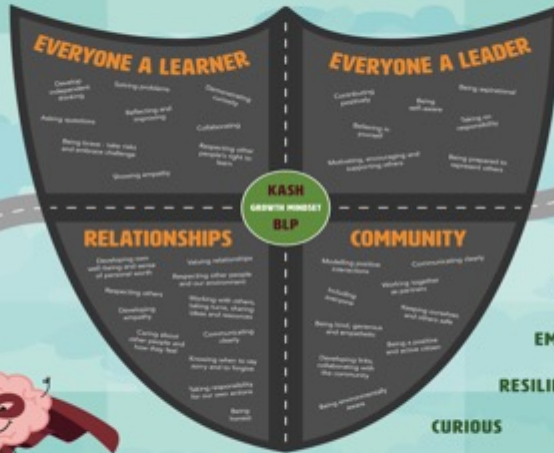 EVERYONE A LEARNER
Develop
independent
thinking
Solving problems
Demonstrating
curiosity
Asking questions
Reflecting and
improving
Collaborating
Being brave - take risks
and embrace challenge
Respecting other
people's right to
learn
Showing empathy
EVERYONE A LEADER
Contributing
positively
Being
self-aware
Being aspirational
Believing in
yourself
Taking on
responsibility
Motivating, encouraging and
supporting others
Being prepared to
represent others
KASH
GROWTH MINDSET
BLP
RELATIONSHIPS
Developing own
well-being and sense
of personal worth
Valuing relationships
Respecting other people
and our environment
Respecting others
Working with others,
taking turns, sharing
ideas and resources
Developing
empathy
Caring about
other people and
how they feel
Communicating
clearly
Knowing when to say
sorry and to forgive
Taking responsibility
for our own actions
Being
honest
COMMUNITY
Modelling positive
interactions
Communicating clearly
Including
everyone
Working together
as partners
Keeping ourselves
and others safe
Being kind, generous
and empathetic
Being a positive
and active citizen
Developing links,
collaborating with
the community
Being environmentally
aware
EM
RESILI
CURIOUS